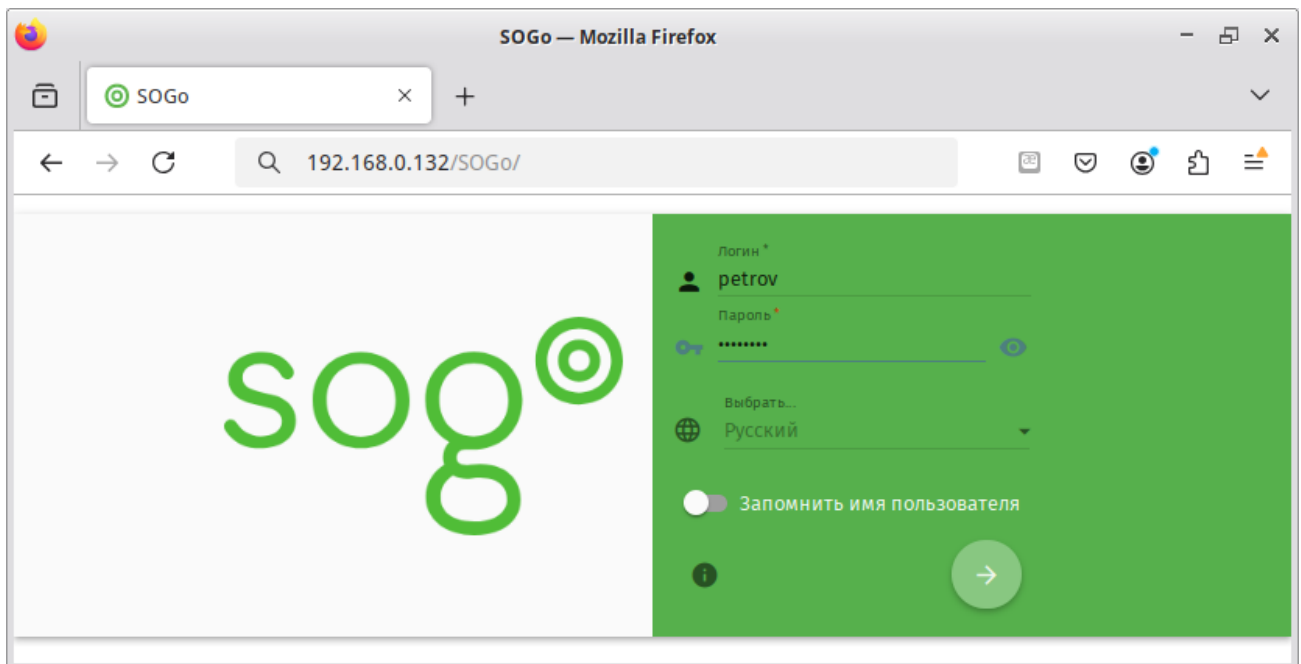 SOGo — Mozilla Firefox
SOGo
192.168.0.132/SOGo/
sogo
Логин *
petrov
Пароль *
••••••••
Выбрать...
Русский
Запомнить имя пользователя